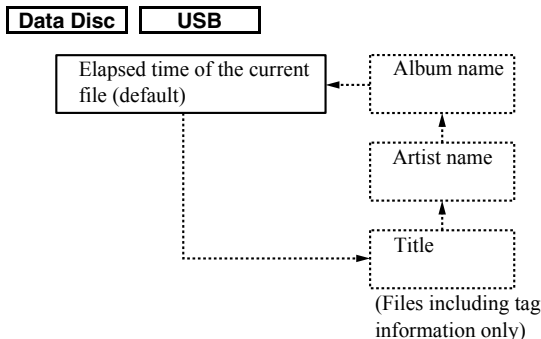 Data Disc USB
Elapsed time of the current
file (default)
Album name
Artist name
Title
(Files including tag
information only)